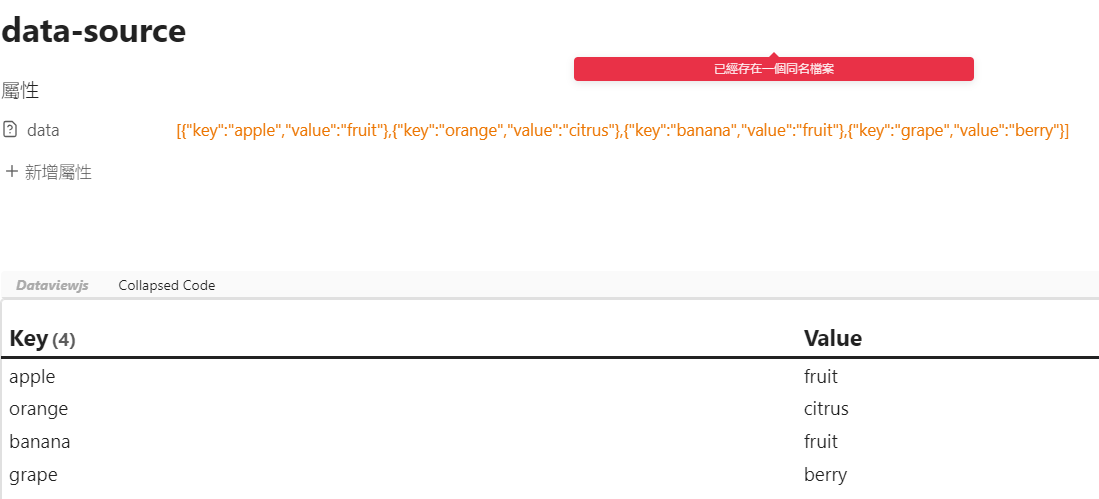 data-source
已經存在一個同名檔案
屬性
data [{"key":"apple","value":"fruit"},{"key":"orange","value":"citrus"},{"key":"banana","value":"fruit"},{"key":"grape","value":"berry"}]
+ 新增屬性
Dataviewjs Collapsed Code
Key (4) Value
apple fruit
orange citrus
banana fruit
grape berry